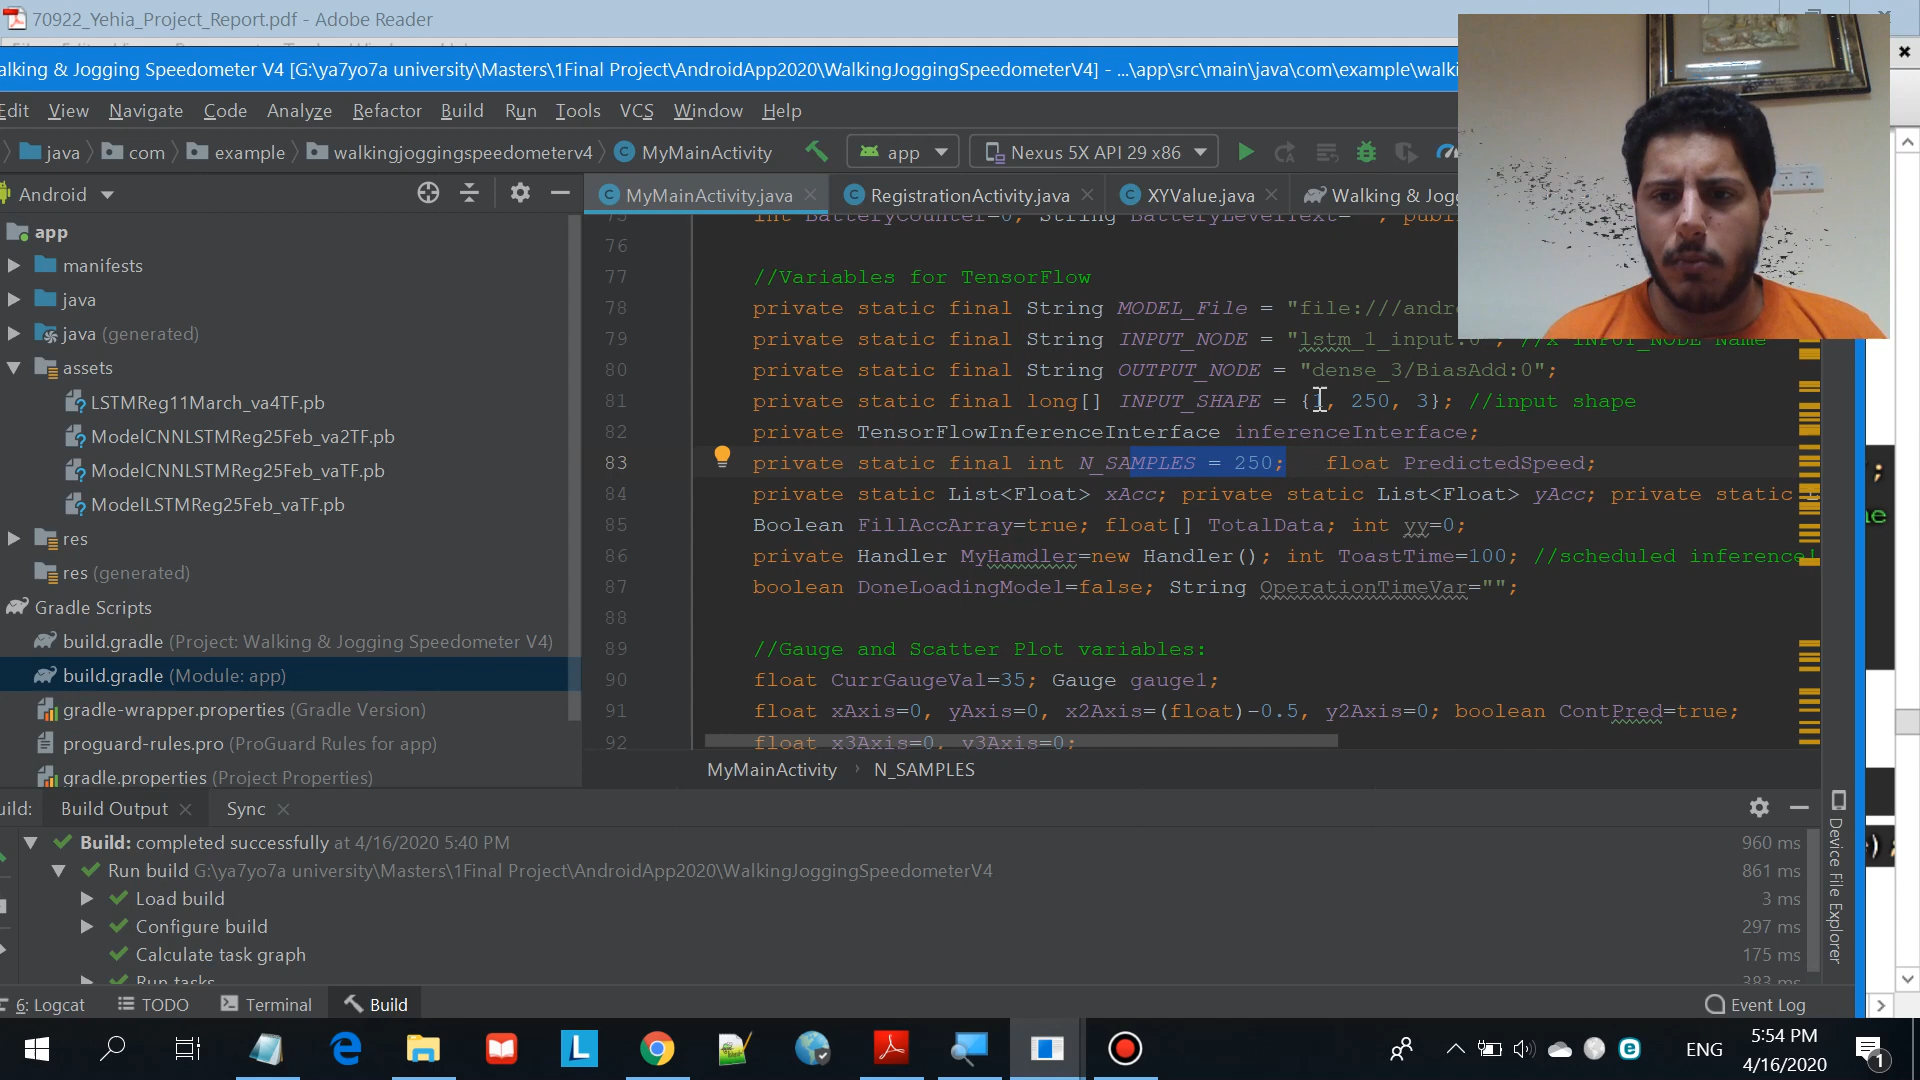 70922_Yehia_Project_Report.pdf - Adobe Reader
alking & Jogging Speedometer V4 [G:\ya7yo7a university\Masters\1Final Project\AndroidApp2020\WalkingJoggingSpeedometerV4] - ...\app\src\main\java\com\example\walki
Edit View Navigate Code Analyze Refactor Build Run Tools VCS Window Help
java com example walkingjoggingspeedometerv4 MyMainActivity app Nexus 5X API 29 x86
Android
MyMainActivity.java RegistrationActivity.java XYValue.java Walking & Jogg
app
manifests
java
java (generated)
assets
LSTMReg11March_va4TF.pb
ModelCNNLSTMReg25Feb_va2TF.pb
ModelCNNLSTMReg25Feb_vaTF.pb
ModelLSTMReg25Feb_vaTF.pb
res
res (generated)
Gradle Scripts
build.gradle (Project: Walking & Jogging Speedometer V4)
build.gradle (Module: app)
gradle-wrapper.properties (Gradle Version)
proguard-rules.pro (ProGuard Rules for app)
gradle.properties (Project Properties)
76
77 //Variables for TensorFlow
78 private static final String MODEL_File = "file:///andro
79 private static final String INPUT_NODE = "lstm_1_input:0"; //x INPUT_NODE Name
80 private static final String OUTPUT_NODE = "dense_3/BiasAdd:0";
81 private static final long[] INPUT_SHAPE = {1, 250, 3}; //input shape
82 private TensorFlowInferenceInterface inferenceInterface;
83 private static final int N_SAMPLES = 250; float PredictedSpeed;
84 private static List<Float> xAcc; private static List<Float> yAcc; private static
85 Boolean FillAccArray=true; float[] TotalData; int yy=0;
86 private Handler MyHamdler=new Handler(); int ToastTime=100; //scheduled inference!
87 boolean DoneLoadingModel=false; String OperationTimeVar="";
88
89 //Gauge and Scatter Plot variables:
90 float CurrGaugeVal=35; Gauge gauge1;
91 float xAxis=0, yAxis=0, x2Axis=(float)-0.5, y2Axis=0; boolean ContPred=true;
92 float x3Axis=0, y3Axis=0;
MyMainActivity N_SAMPLES
uild: Build Output Sync
Build: completed successfully at 4/16/2020 5:40 PM 960 ms
Run build G:\ya7yo7a university\Masters\1Final Project\AndroidApp2020\WalkingJoggingSpeedometerV4 861 ms
Load build 3 ms
Configure build 297 ms
Calculate task graph 175 ms
Run tasks 383 ms
Device File Explorer
6: Logcat TODO Terminal Build Event Log
ENG
5:54 PM
4/16/2020
1